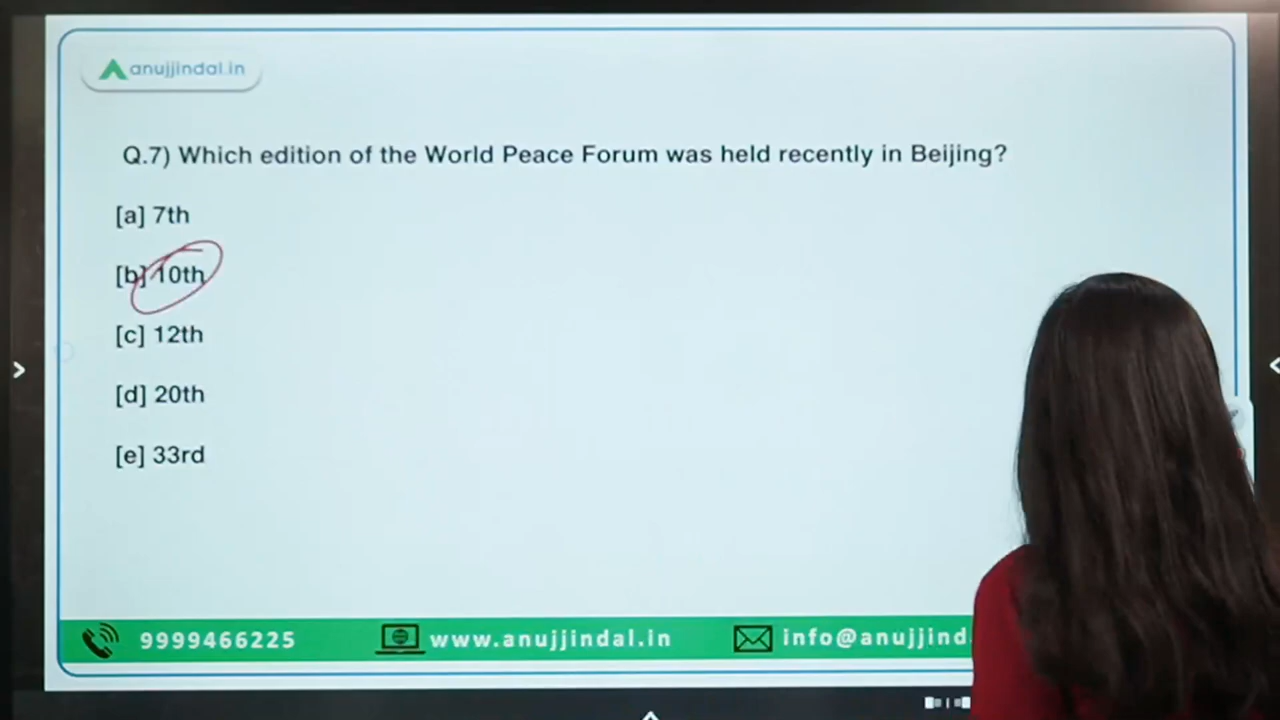 anujjindal.in
Q.7) Which edition of the World Peace Forum was held recently in Beijing?
[a] 7th
[b] 10th
[c] 12th
[d] 20th
[e] 33rd
9999466225 www.anujjindal.in info@anujjind